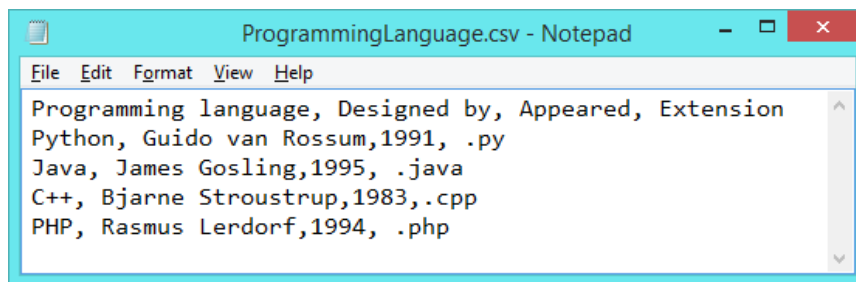 ProgrammingLanguage.csv - Notepad
File Edit Format View Help
Programming language, Designed by, Appeared, Extension
Python, Guido van Rossum,1991, .py
Java, James Gosling,1995, .java
C++, Bjarne Stroustrup,1983,.cpp
PHP, Rasmus Lerdorf,1994, .php